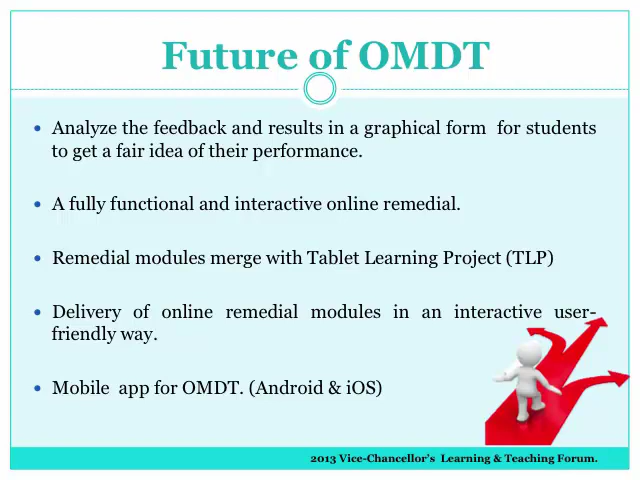 Future of OMDT
• Analyze the feedback and results in a graphical form for students
to get a fair idea of their performance.
• A fully functional and interactive online remedial.
• Remedial modules merge with Tablet Learning Project (TLP)
• Delivery of online remedial modules in an interactive user-
friendly way.
• Mobile app for OMDT. (Android & iOS)
2013 Vice-Chancellor's Learning & Teaching Forum.